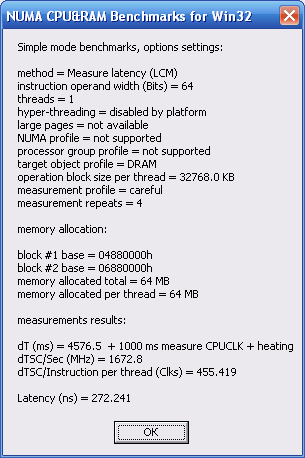 NUMA CPU&RAM Benchmarks for Win32
Simple mode benchmarks, options settings:
method = Measure latency (LCM)
instruction operand width (Bits) = 64
threads = 1
hyper-threading = disabled by platform
large pages = not available
NUMA profile = not supported
processor group profile = not supported
target object profile = DRAM
operation block size per thread = 32768.0 KB
measurement profile = careful
measurement repeats = 4
memory allocation:
block #1 base = 04880000h
block #2 base = 06880000h
memory allocated total = 64 MB
memory allocated per thread = 64 MB
measurements results:
dT (ms) = 4576.5  + 1000 ms measure CPUCLK + heating
dTSC/Sec (MHz) = 1672.8
dTSC/Instruction per thread (Clks) = 455.419
Latency (ns) = 272.241
OK